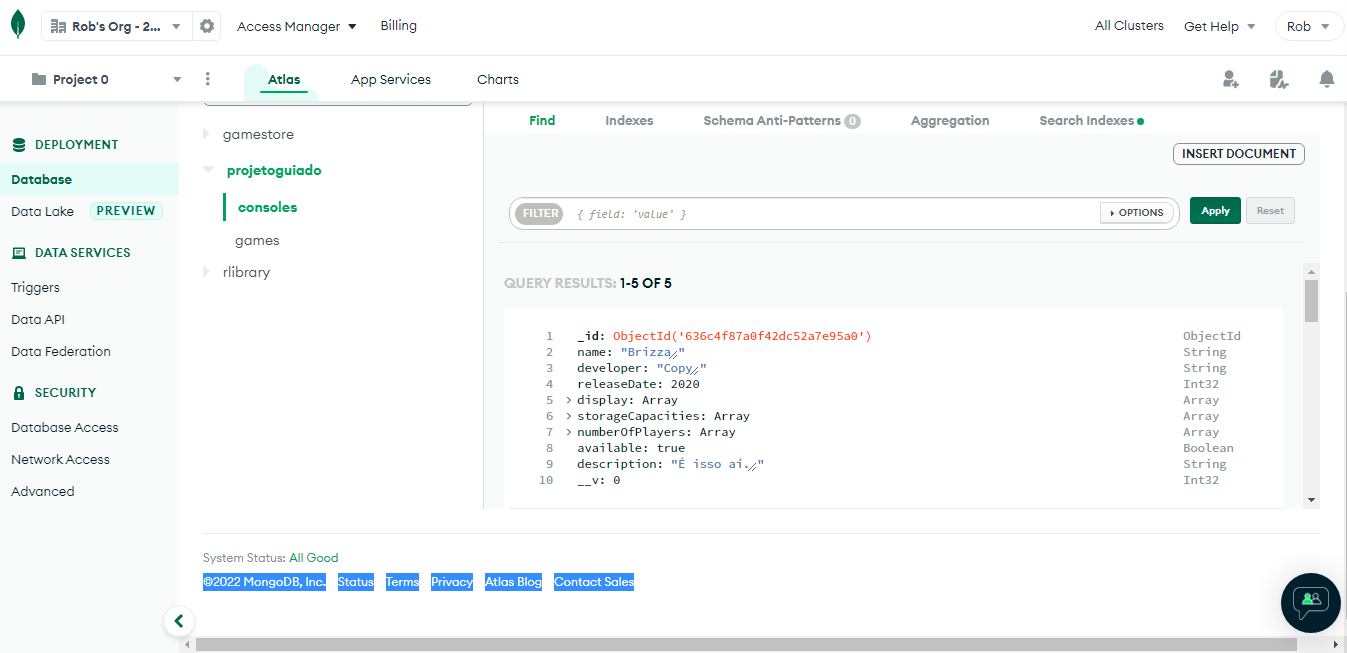 Rob's Org - 2... Access Manager Billing All Clusters Get Help Rob
Project 0 Atlas App Services Charts
DEPLOYMENT
Database
Data Lake PREVIEW
DATA SERVICES
Triggers
Data API
Data Federation
SECURITY
Database Access
Network Access
Advanced
gamestore
projetoguiado
consoles
games
rlibrary
Find Indexes Schema Anti-Patterns 0 Aggregation Search Indexes
INSERT DOCUMENT
FILTER { field: 'value' } OPTIONS Apply Reset
QUERY RESULTS: 1-5 OF 5
1 _id: ObjectId('636c4f87a0f42dc52a7e95a0') ObjectId
2 name: "Brizza" String
3 developer: "Copy" String
4 releaseDate: 2020 Int32
5 display: Array Array
6 storageCapacities: Array Array
7 numberOfPlayers: Array Array
8 available: true Boolean
9 description: "É isso aí." String
10 __v: 0 Int32
System Status: All Good
©2022 MongoDB, Inc. Status Terms Privacy Atlas Blog Contact Sales